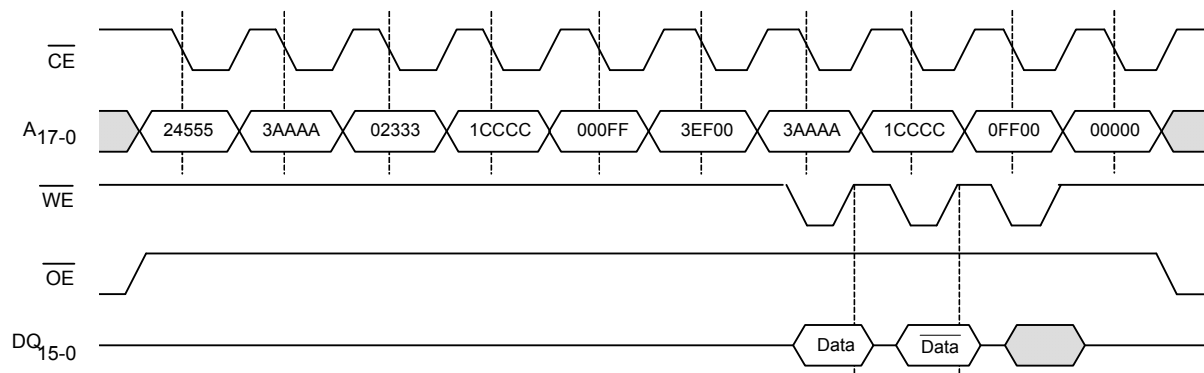 CE
A17-0 24555 3AAAA 02333 1CCCC 000FF 3EF00 3AAAA 1CCCC 0FF00 00000
WE
OE
DQ15-0 Data Data